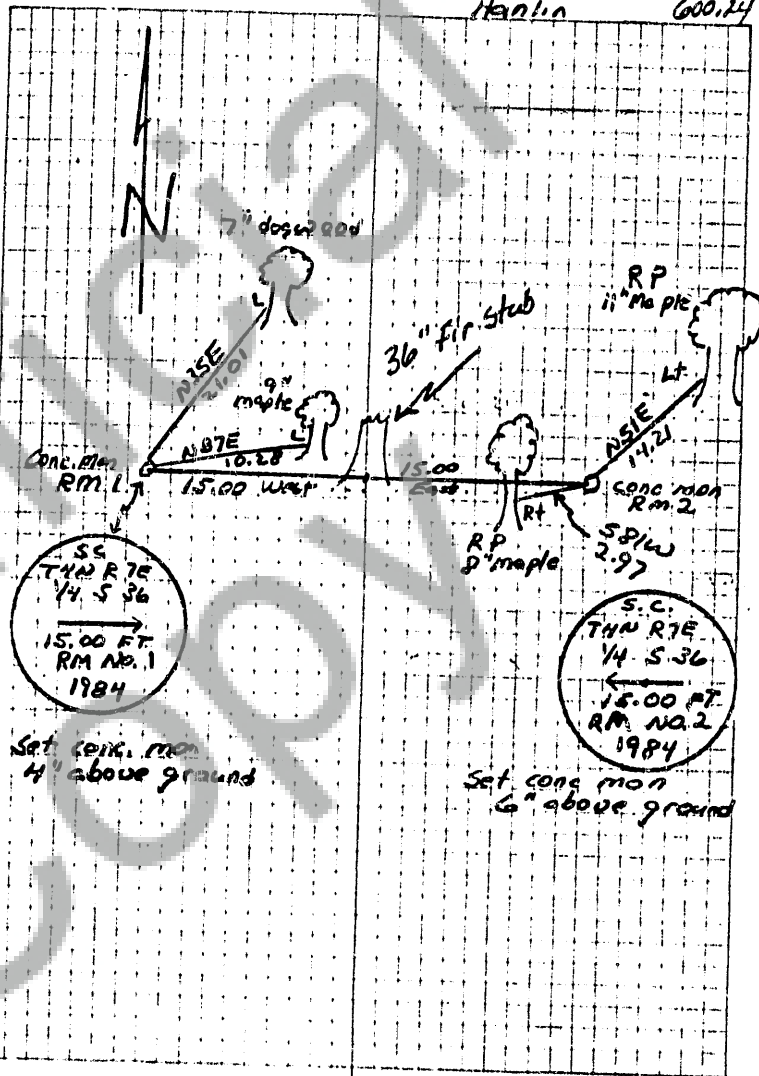 Hanlin 600.24
N
7" dogwood
L
N35E
21.01
9"
maple
L
N87E
10.28
Conc. mon
RM 1
15.00 West
36" Fir Stub
15.00
East
RP
11" Maple
Lt
N51E
14.21
Conc mon
RM 2
Rt
RP
8" maple
S81W
2.97
SC
T4N R7E
1/4 S 36
15.00 FT
RM NO. 1
1984
Set conc. mon
4" above ground
S.C.
T4N R7E
1/4 S 36
15.00 FT.
RM NO. 2
1984
Set conc mon
6" above ground
Copy